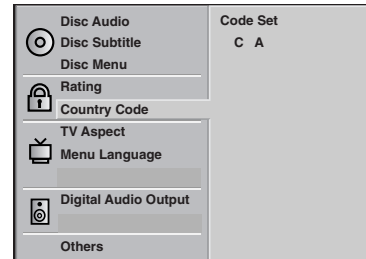 Disc Audio
Disc Subtitle
Disc Menu
Rating
Country Code
TV Aspect
Menu Language
Digital Audio Output
Others
Code Set
C A